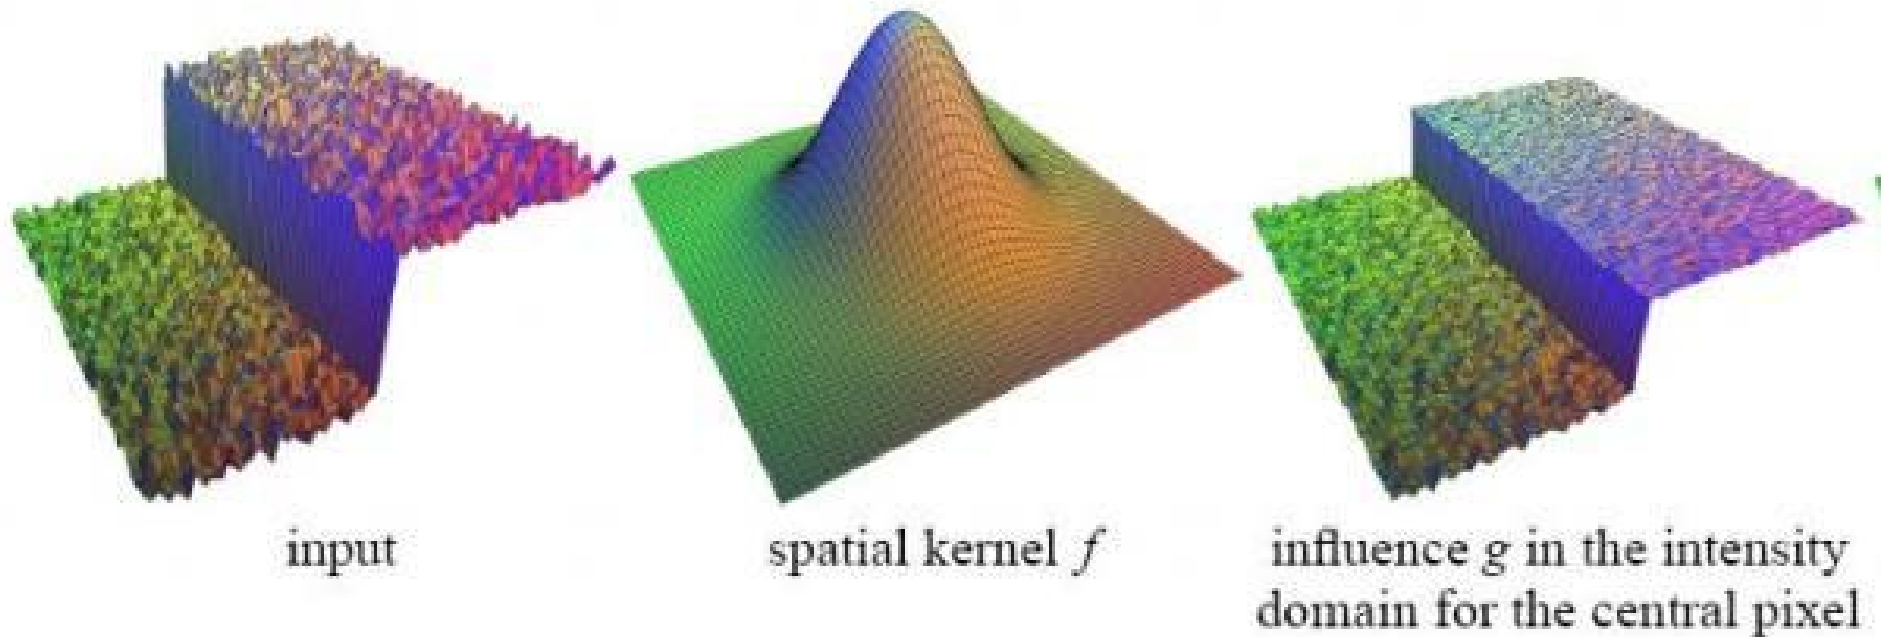 input
spatial kernel f
influence g in the intensity
domain for the central pixel